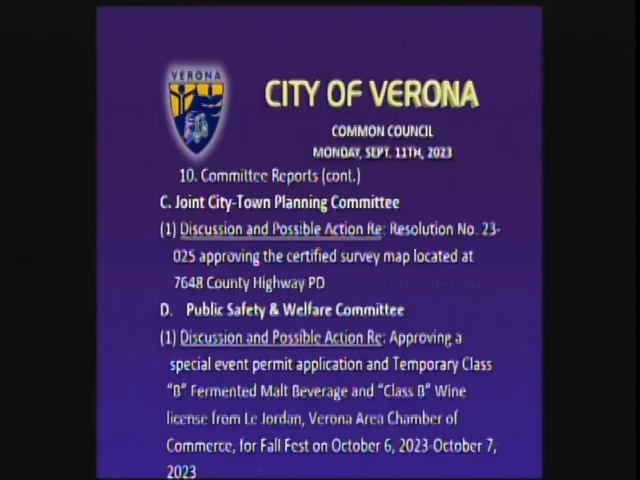 VERONA
CITY OF VERONA
COMMON COUNCIL
MONDAY, SEPT. 11TH, 2023
10. Committee Reports (cont.)
C. Joint City-Town Planning Committee
(1) Discussion and Possible Action Re: Resolution No. 23-
025 approving the certified survey map located at
7648 County Highway PD
D. Public Safety & Welfare Committee
(1) Discussion and Possible Action Re: Approving a
special event permit application and Temporary Class
“B” Fermented Malt Beverage and “Class B” Wine
license from Le Jordan, Verona Area Chamber of
Commerce, for Fall Fest on October 6, 2023-October 7,
2023